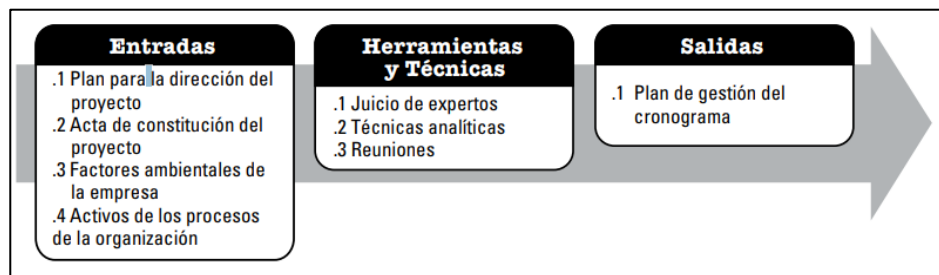 Entradas
.1 Plan para la dirección del
proyecto
.2 Acta de constitución del
proyecto
.3 Factores ambientales de
la empresa
.4 Activos de los procesos
de la organización
Herramientas
y Técnicas
.1 Juicio de expertos
.2 Técnicas analíticas
.3 Reuniones
Salidas
.1 Plan de gestión del
cronograma